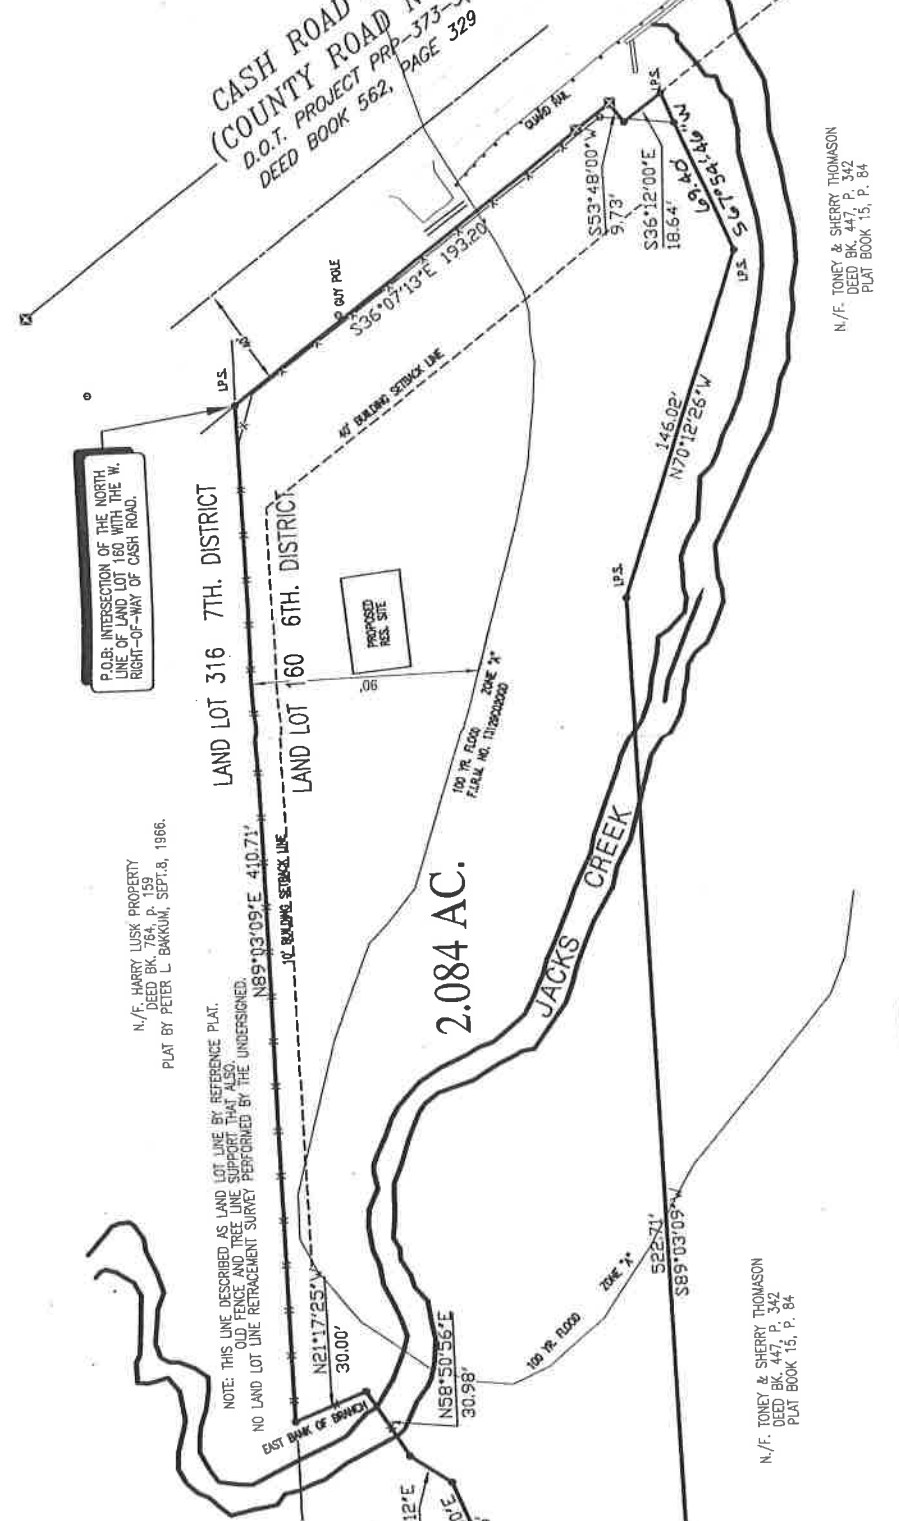 CASH ROAD
(COUNTY ROAD
D.O.T. PROJECT PRP-373-
DEED BOOK 562, PAGE 329
P.O.B: INTERSECTION OF THE NORTH
LINE OF LAND LOT 160 WITH THE W.
RIGHT-OF-WAY OF CASH ROAD.
I.P.S.
GUY POLE
S36°07'13"E 193.20'
GUARD RAIL
I.P.S.
S53°48'00"W
9.73'
S36°12'00"E
18.64'
S67°54'46"W
69.40
I.P.S.
146.02'
N70°12'26"W
I.P.S.
N./F. TONEY & SHERRY THOMASON
DEED BK. 447, P. 342
PLAT BOOK 15, P. 84
40' BUILDING SETBACK LINE
LAND LOT 316 7TH. DISTRICT
LAND LOT 160 6TH. DISTRICT
PROPOSED
RES. SITE
90'
100 YR. FLOOD ZONE "A"
F.I.R.M. NO.
N./F. HARRY LUSK PROPERTY
DEED BK. 764, p. 159
PLAT BY PETER L. BAKKUM, SEPT.8, 1966.
N89°03'09"E 410.71'
10' BUILDING SETBACK LINE
2.084 AC.
JACKS CREEK
NOTE: THIS LINE DESCRIBED AS LAND LOT LINE BY REFERENCE PLAT.
OLD FENCE AND TREE LINE SUPPORT THAT ALSO.
NO LAND LOT LINE RETRACEMENT SURVEY PERFORMED BY THE UNDERSIGNED.
N21°17'25"W
30.00'
EAST BANK OF BRANCH
N58°50'56"E
30.98'
100 YR. FLOOD ZONE "A"
522.71'
S89°03'09"W
N./F. TONEY & SHERRY THOMASON
DEED BK. 447, P. 342
PLAT BOOK 15, P. 84
12"E
0"E